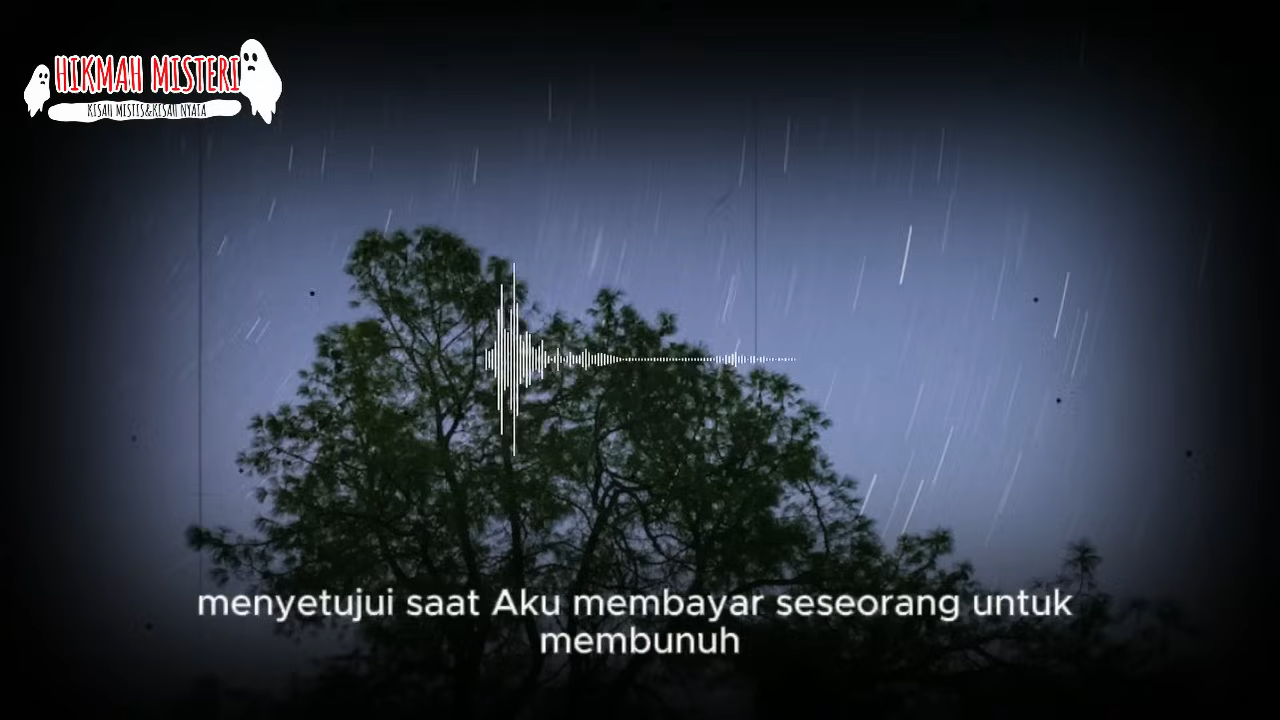 HIKMAH MISTERI
KISAH MISTIS&KISAH NYATA
menyetujui saat Aku membayar seseorang untuk
membunuh